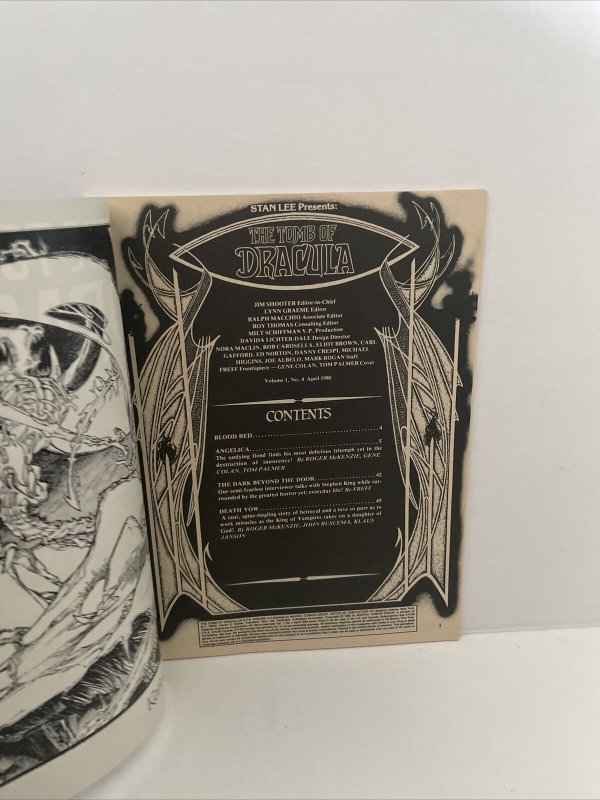 STAN LEE Presents:
THE TOMB OF
DRACULA
JIM SHOOTER Editor-in-Chief
LYNN GRAEME Editor
RALPH MACCHIO Associate Editor
ROY THOMAS Consulting Editor
MILT SCHIFFMAN V.P. Production
DAVIDA LICHTER-DALE Design Director
NORA MACLIN, ROB CAROSELLA, ELIOT BROWN, CARL
GAFFORD, ED NORTON, DANNY CRESPI, MICHAEL
HIGGINS, JOE ALBELO, MARK ROGAN Staff
FREFF Frontispiece — GENE COLAN, TOM PALMER Cover
Volume 1, No. 4 April 1980
CONTENTS
BLOOD RED.................................4
ANGELICA.................................5
The undying fiend finds his most delicious triumph yet in the
destruction of innocence! By ROGER McKENZIE, GENE
COLAN, TOM PALMER
THE DARK BEYOND THE DOOR.................42
Our semi-fearless interviewer talks with Stephen King while sur-
rounded by the greatest horror yet: everyday life! By FREFF
DEATH VOW.................................49
A taut, spine-tingling story of betrayal and a love so pure as to
work miracles as the King of Vampires takes on a daughter of
God! By ROGER McKENZIE, JOHN BUSCEMA, KLAUS
JANSON
3